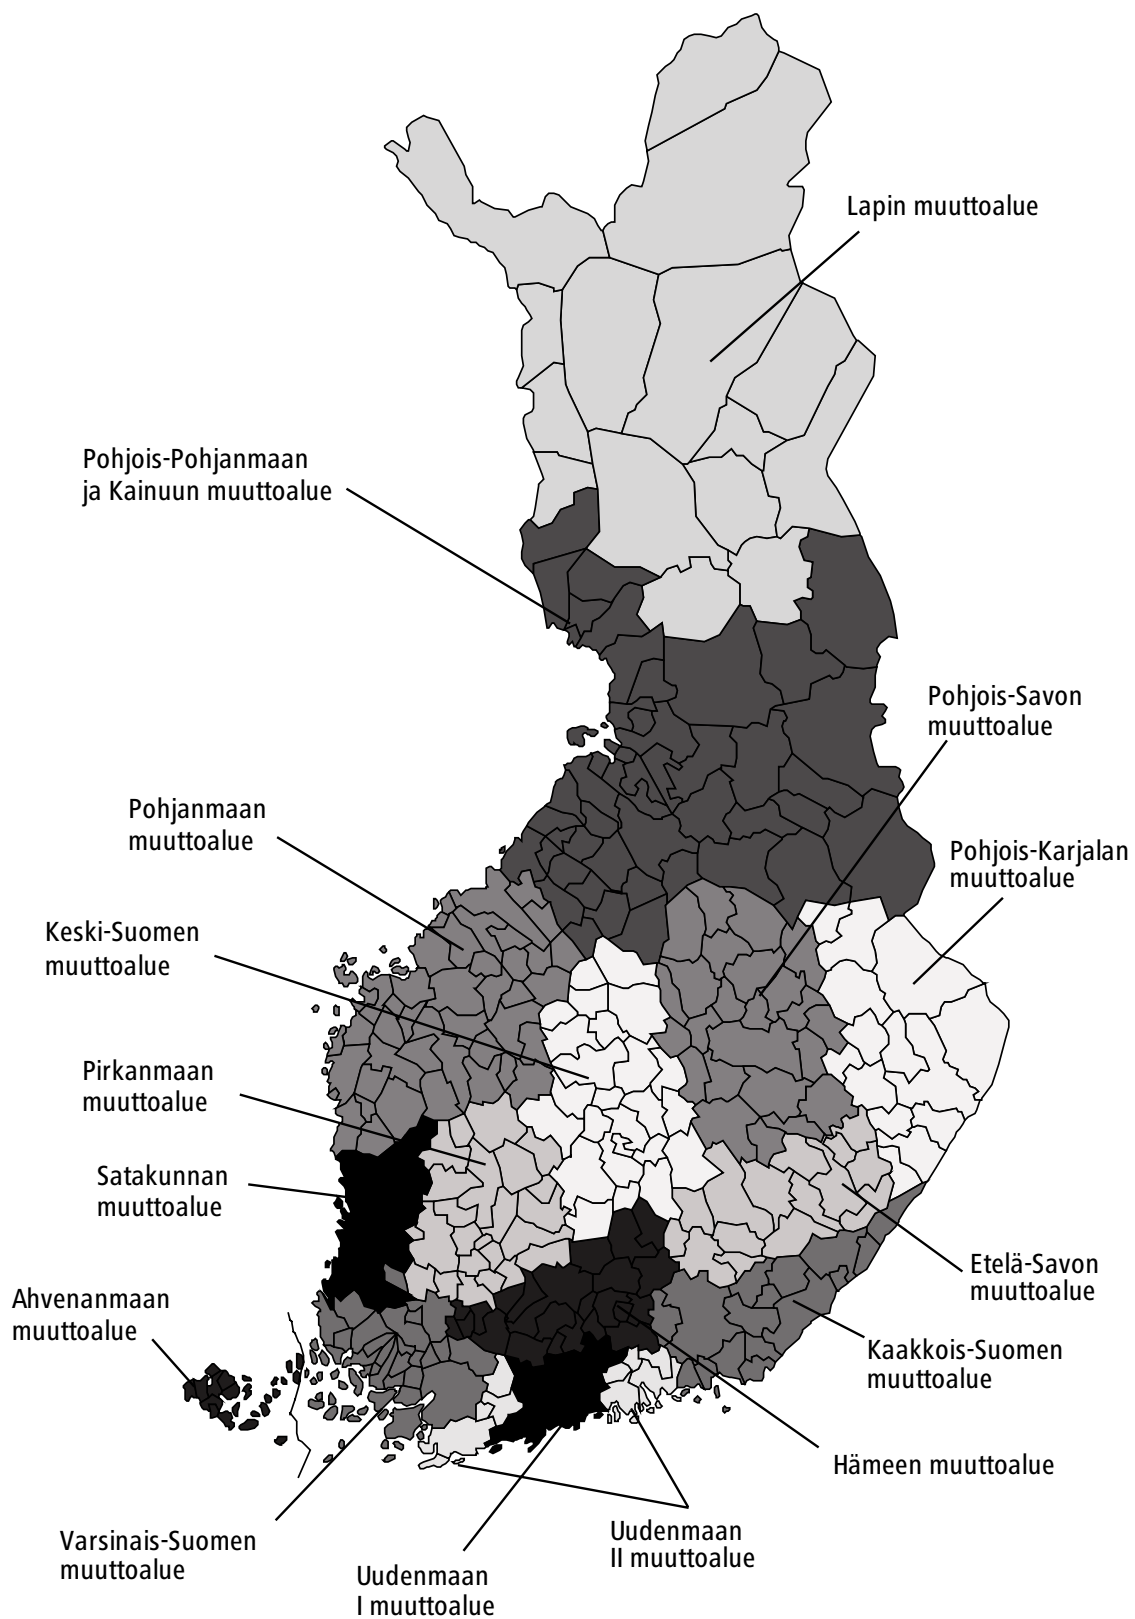 Lapin muuttoalue
Pohjois-Pohjanmaan
ja Kainuun muuttoalue
Pohjois-Savon
muuttoalue
Pohjanmaan
muuttoalue
Pohjois-Karjalan
muuttoalue
Keski-Suomen
muuttoalue
Pirkanmaan
muuttoalue
Satakunnan
muuttoalue
Etelä-Savon
muuttoalue
Ahvenanmaan
muuttoalue
Kaakkois-Suomen
muuttoalue
Hämeen muuttoalue
Varsinais-Suomen
muuttoalue
Uudenmaan
II muuttoalue
Uudenmaan
I muuttoalue